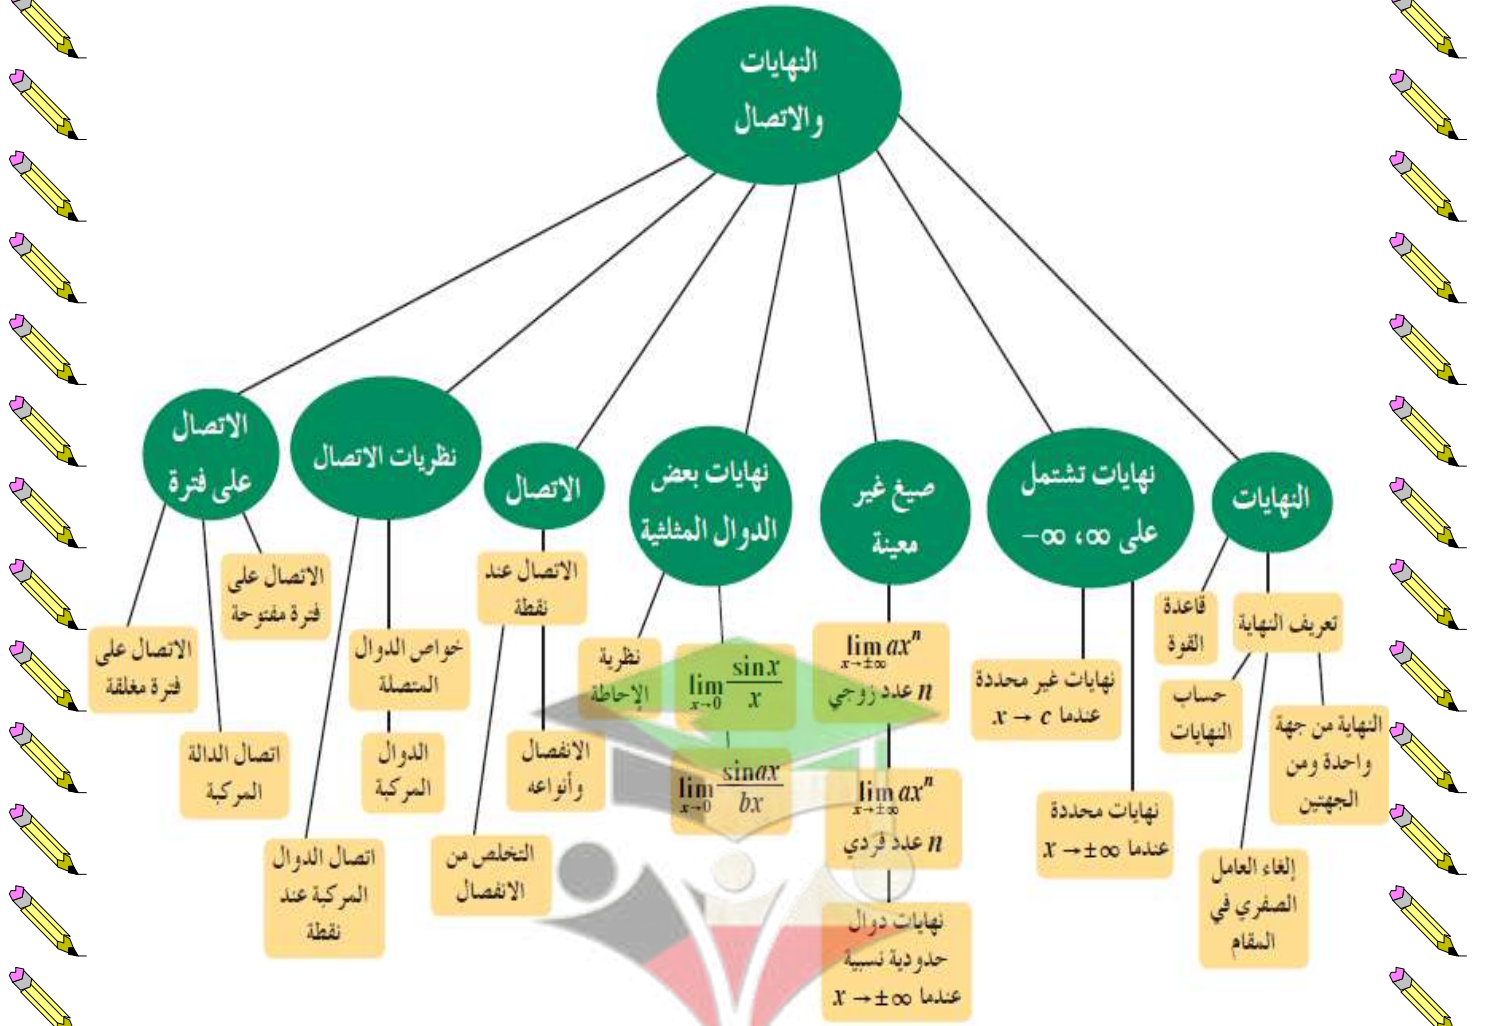 النهايات
والاتصال
النهايات
قاعدة
القوة
تعريف النهاية
حساب
النهايات
النهاية من جهة
واحدة ومن
الجهتين
إلغاء العامل
الصفري في
المقام
نهايات تشتمل
على ∞، ∞−
نهايات غير محددة
عندما x → c
نهايات محددة
عندما x → ±∞
صيغ غير
معينة
lim ax^n
x→±∞
n عدد زوجي
lim ax^n
x→±∞
n عدد فردي
نهايات دوال
حدودية نسبية
عندما x → ±∞
نهايات بعض
الدوال المثلثية
نظرية
الإحاطة
lim sinx/x
x→0
lim sinax/bx
x→0
الاتصال
الاتصال عند
نقطة
الانفصال
وأنواعه
التخلص من
الانفصال
نظريات الاتصال
خواص الدوال
المتصلة
الدوال
المركبة
اتصال الدوال
المركبة عند
نقطة
الاتصال
على فترة
الاتصال على
فترة مفتوحة
الاتصال على
فترة مغلقة
اتصال الدالة
المركبة